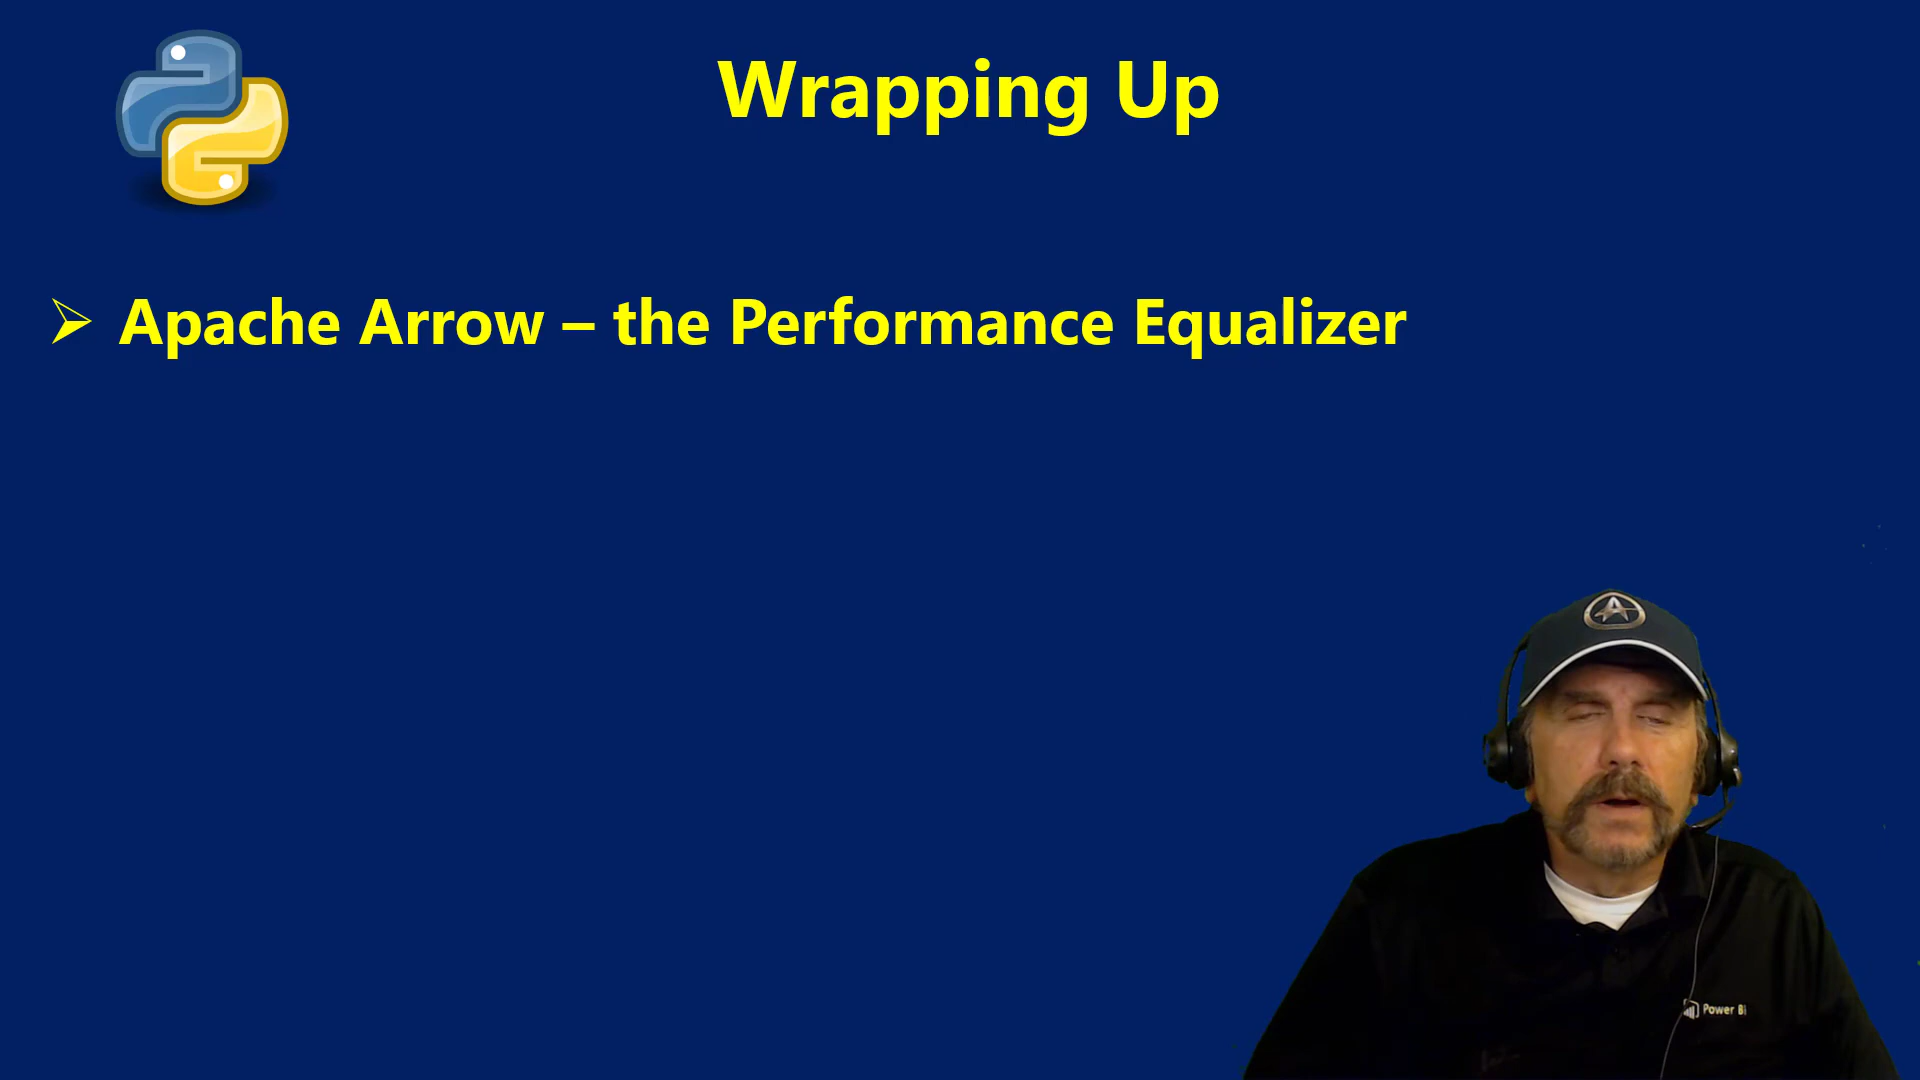 Wrapping Up
➢ Apache Arrow – the Performance Equalizer
Power BI